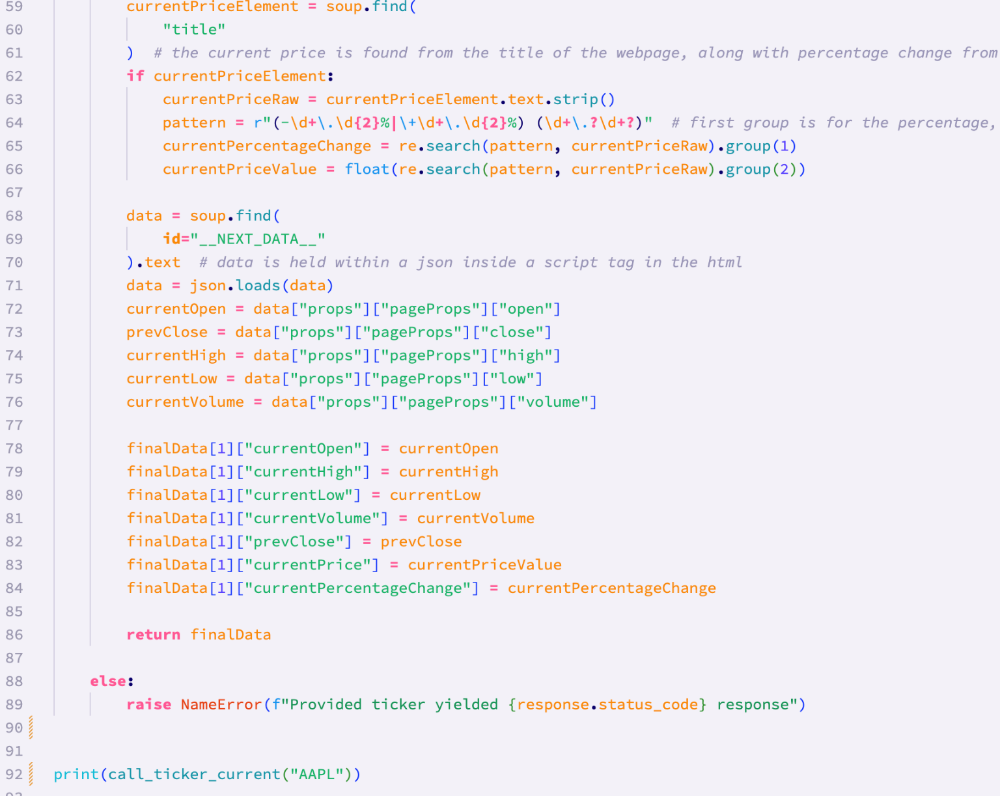 59 currentPriceElement = soup.find(
60 "title"
61 ) # the current price is found from the title of the webpage, along with percentage change from
62 if currentPriceElement:
63 currentPriceRaw = currentPriceElement.text.strip()
64 pattern = r"(-\d+\.\d{2}%|\+\d+\.\d{2}%) (\d+\.?\d+?)" # first group is for the percentage,
65 currentPercentageChange = re.search(pattern, currentPriceRaw).group(1)
66 currentPriceValue = float(re.search(pattern, currentPriceRaw).group(2))
67
68 data = soup.find(
69 id="__NEXT_DATA__"
70 ).text # data is held within a json inside a script tag in the html
71 data = json.loads(data)
72 currentOpen = data["props"]["pageProps"]["open"]
73 prevClose = data["props"]["pageProps"]["close"]
74 currentHigh = data["props"]["pageProps"]["high"]
75 currentLow = data["props"]["pageProps"]["low"]
76 currentVolume = data["props"]["pageProps"]["volume"]
77
78 finalData[1]["currentOpen"] = currentOpen
79 finalData[1]["currentHigh"] = currentHigh
80 finalData[1]["currentLow"] = currentLow
81 finalData[1]["currentVolume"] = currentVolume
82 finalData[1]["prevClose"] = prevClose
83 finalData[1]["currentPrice"] = currentPriceValue
84 finalData[1]["currentPercentageChange"] = currentPercentageChange
85
86 return finalData
87
88 else:
89 raise NameError(f"Provided ticker yielded {response.status_code} response")
90
91
92 print(call_ticker_current("AAPL"))